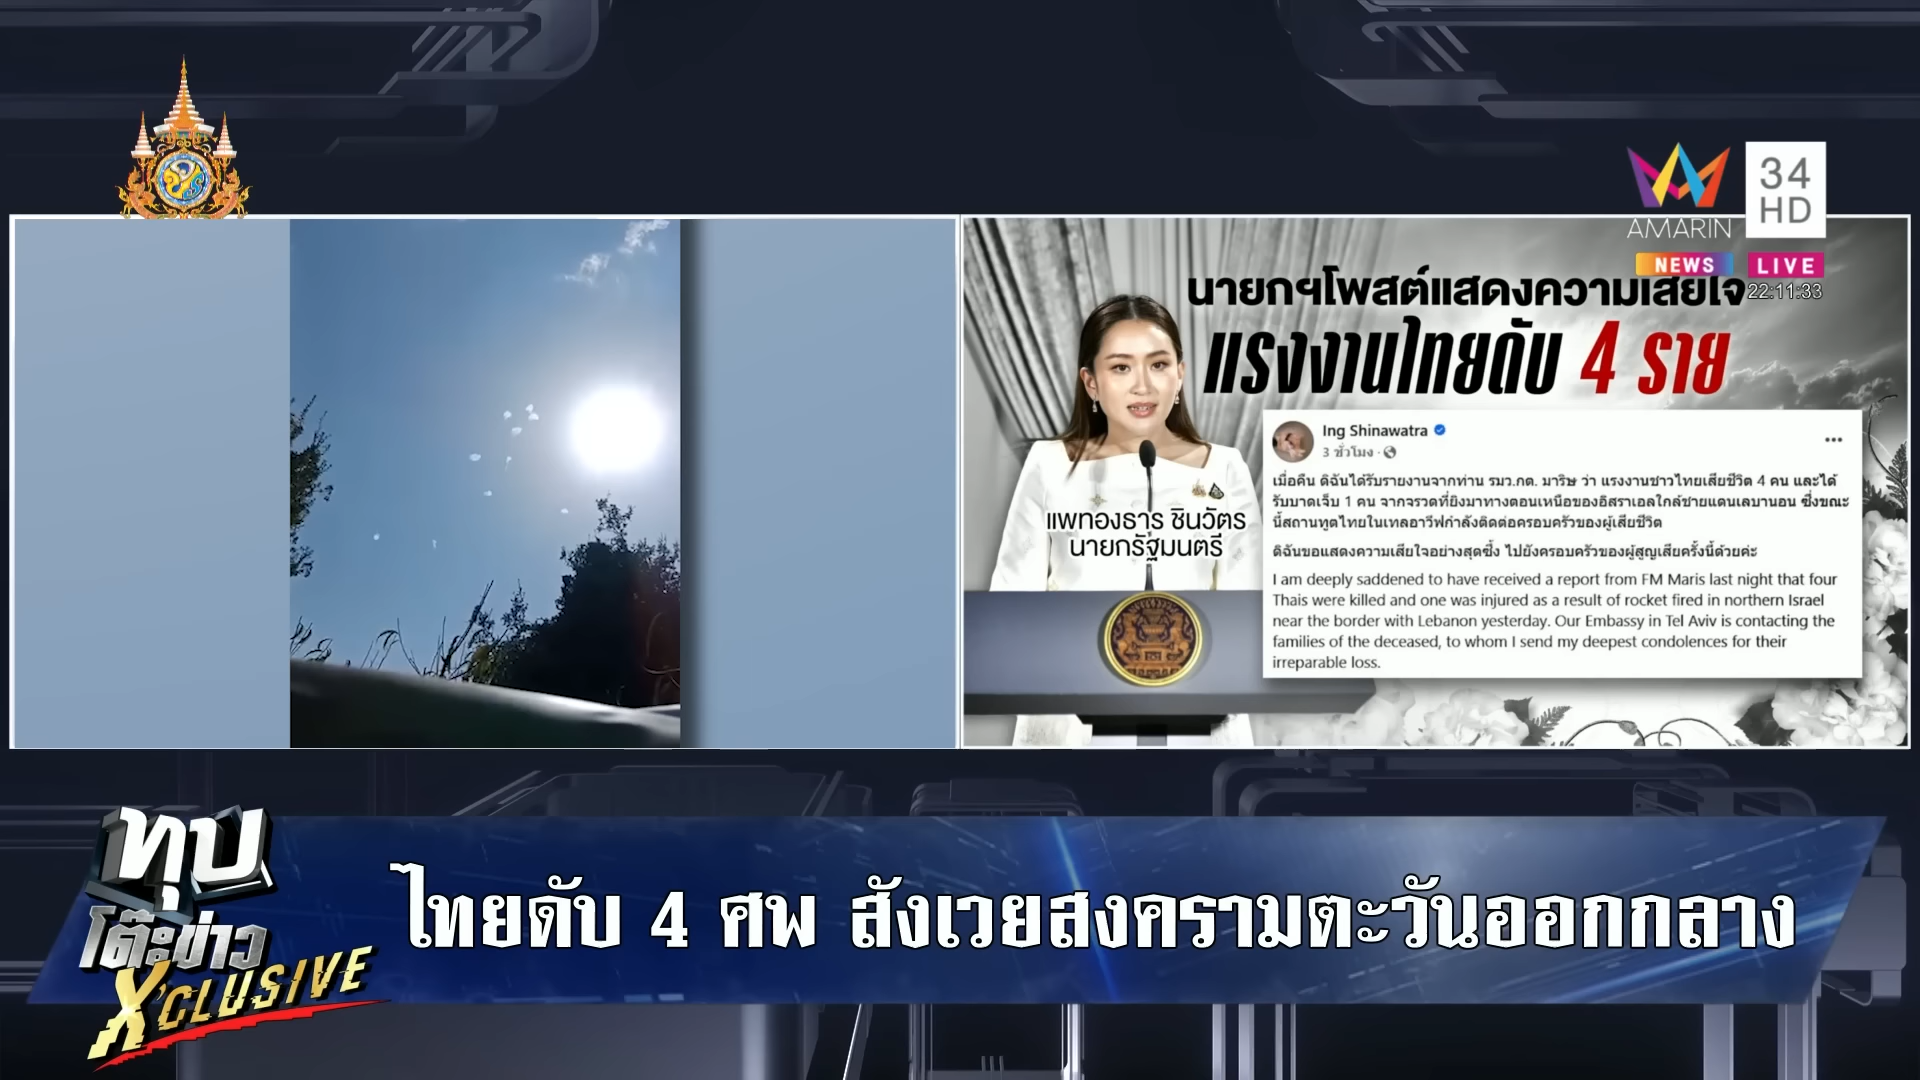 AMARIN
34
HD
NEWS
LIVE
22:11:33
นายกฯโพสต์แสดงความเสียใจ
แรงงานไทยดับ 4 ราย
Ing Shinawatra
3 ชั่วโมง
เมื่อคืน ดิฉันได้รับรายงานจากท่าน รมว.กต. มาริษ ว่า แรงงานชาวไทยเสียชีวิต 4 คน และได้
รับบาดเจ็บ 1 คน จากจรวดที่ยิงมาทางตอนเหนือของอิสราเอลใกล้ชายแดนเลบานอน ซึ่งขณะ
นี้สถานทูตไทยในเทลอาวีฟกำลังติดต่อครอบครัวของผู้เสียชีวิต
ดิฉันขอแสดงความเสียใจอย่างสุดซึ้ง ไปยังครอบครัวของผู้สูญเสียครั้งนี้ด้วยค่ะ
I am deeply saddened to have received a report from FM Maris last night that four
Thais were killed and one was injured as a result of rocket fired in northern Israel
near the border with Lebanon yesterday. Our Embassy in Tel Aviv is contacting the
families of the deceased, to whom I send my deepest condolences for their
irreparable loss.
แพทองธาร ชินวัตร
นายกรัฐมนตรี
ทุบ
โต๊ะข่าว
X'CLUSIVE
ไทยดับ 4 ศพ สังเวยสงครามตะวันออกกลาง